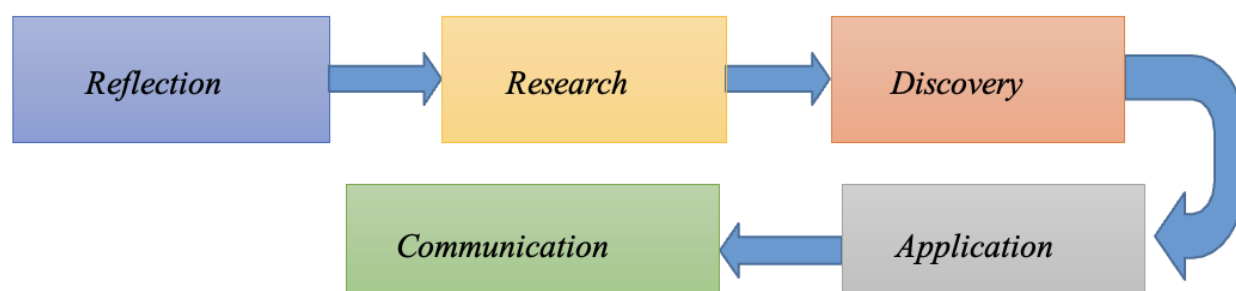 Reflection
Research
Discovery
Application
Communication